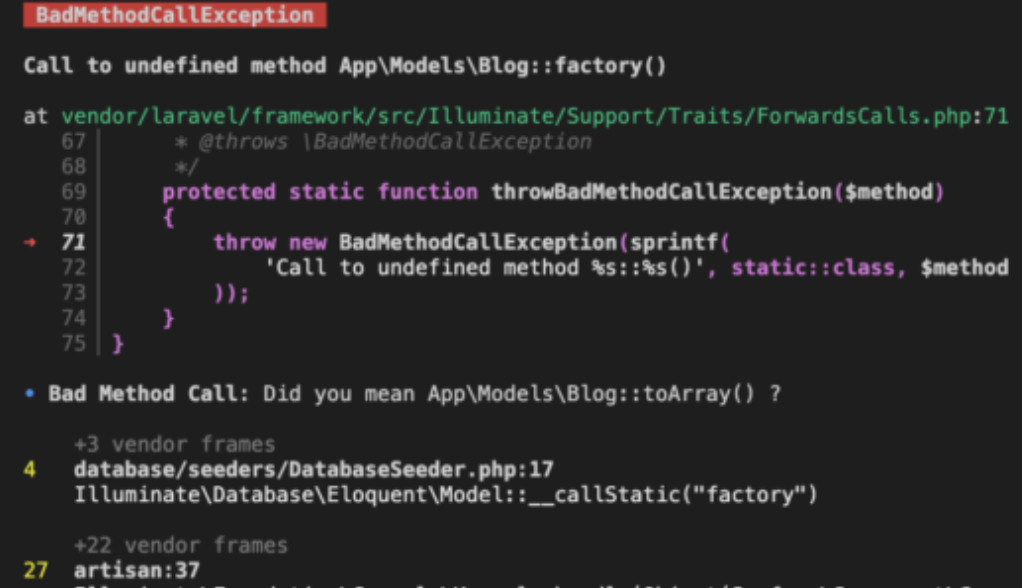 BadMethodCallException
Call to undefined method App\Models\Blog::factory()
at vendor/laravel/framework/src/Illuminate/Support/Traits/ForwardsCalls.php:71
67| * @throws \BadMethodCallException
68| */
69| protected static function throwBadMethodCallException($method)
70| {
➜ 71| throw new BadMethodCallException(sprintf(
72| 'Call to undefined method %s::%s()', static::class, $method
73| ));
74| }
75| }
• Bad Method Call: Did you mean App\Models\Blog::toArray() ?
+3 vendor frames
4 database/seeders/DatabaseSeeder.php:17
Illuminate\Database\Eloquent\Model::__callStatic("factory")
+22 vendor frames
27 artisan:37